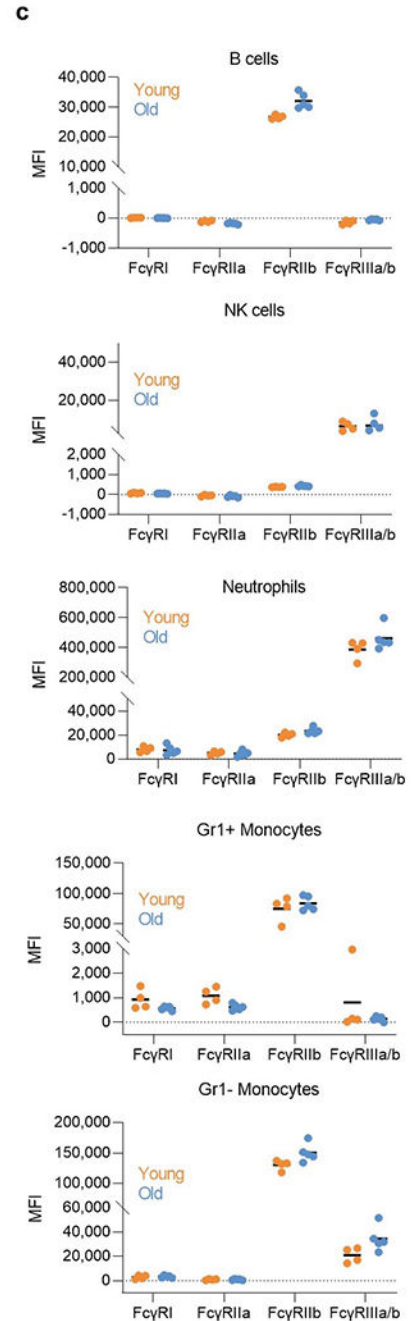 c
B cells
Young
Old
MFI
40,000
30,000
20,000
10,000
1,000
0
-1,000
FcγRI FcγRIIa FcγRIIb FcγRIIIa/b
NK cells
Young
Old
MFI
40,000
20,000
2,000
1,000
0
-1,000
FcγRI FcγRIIa FcγRIIb FcγRIIIa/b
Neutrophils
Young
Old
MFI
800,000
600,000
400,000
200,000
40,000
20,000
0
FcγRI FcγRIIa FcγRIIb FcγRIIIa/b
Gr1+ Monocytes
Young
Old
MFI
150,000
100,000
50,000
3,000
2,000
1,000
0
FcγRI FcγRIIa FcγRIIb FcγRIIIa/b
Gr1- Monocytes
Young
Old
MFI
200,000
150,000
100,000
60,000
40,000
20,000
0
FcγRI FcγRIIa FcγRIIb FcγRIIIa/b